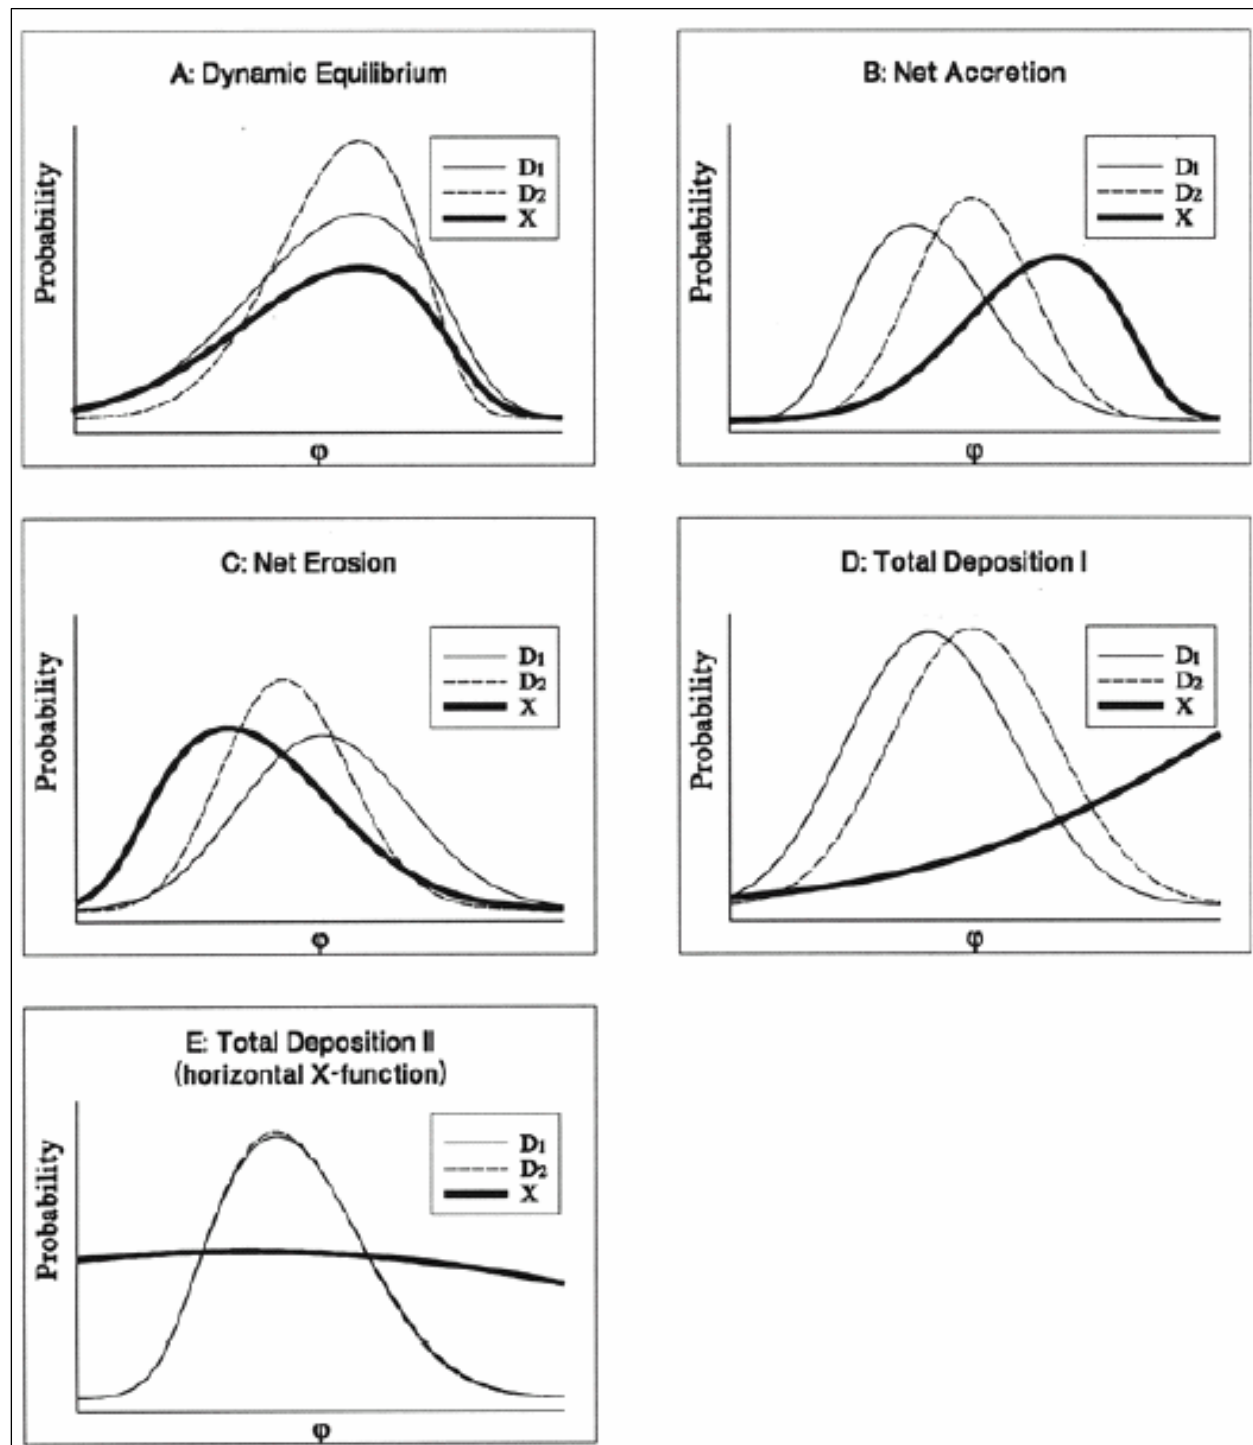 A: Dynamic Equilibrium
Probability
D1
D2
X
φ
B: Net Accretion
Probability
D1
D2
X
φ
C: Net Erosion
Probability
D1
D2
X
φ
D: Total Deposition I
Probability
D1
D2
X
φ
E: Total Deposition II
(horizontal X-function)
Probability
D1
D2
X
φ